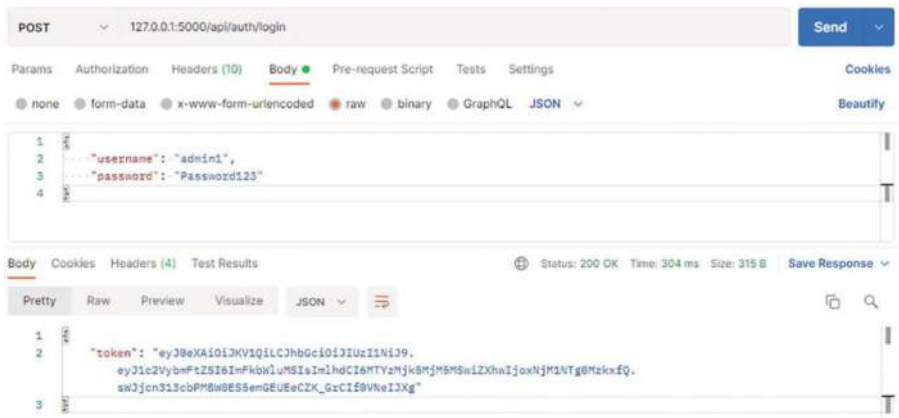 POST 127.0.0.1:5000/api/auth/login Send
Params Authorization Headers (10) Body Pre-request Script Tests Settings Cookies
none form-data x-www-form-urlencoded raw binary GraphQL JSON Beautify
1 {
2 "username": "admin1",
3 "password": "Password123"
4 }
Body Cookies Headers (4) Test Results Status: 200 OK Time: 304 ms Size: 315 B Save Response
Pretty Raw Preview Visualize JSON
1 {
2 "token": "eyJ0eXAiOiJKV1QiLCJhbGciOiJIUzI1NiJ9.
3 }